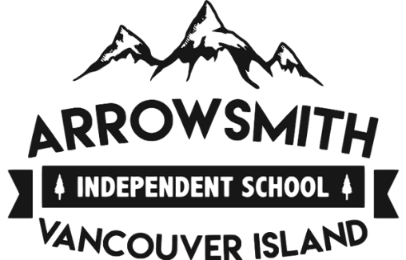 ARROWSMITH
INDEPENDENT SCHOOL
VANCOUVER ISLAND